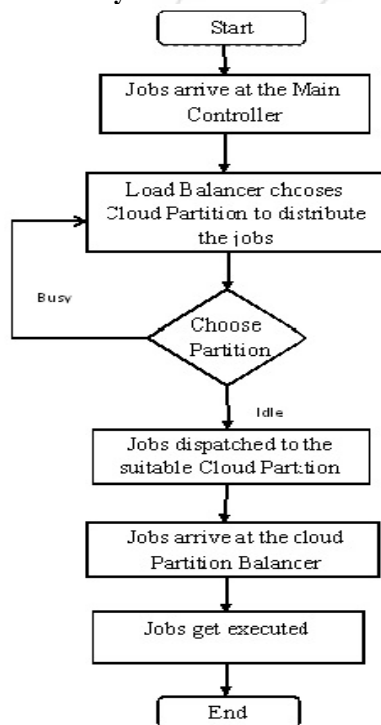 Start
Jobs arrive at the Main
Controller
Load Balancer chooses
Cloud Partition to distribute
the jobs
Busy
Choose
Partition
Idle
Jobs dispatched to the
suitable Cloud Partition
Jobs arrive at the cloud
Partition Balancer
Jobs get executed
End